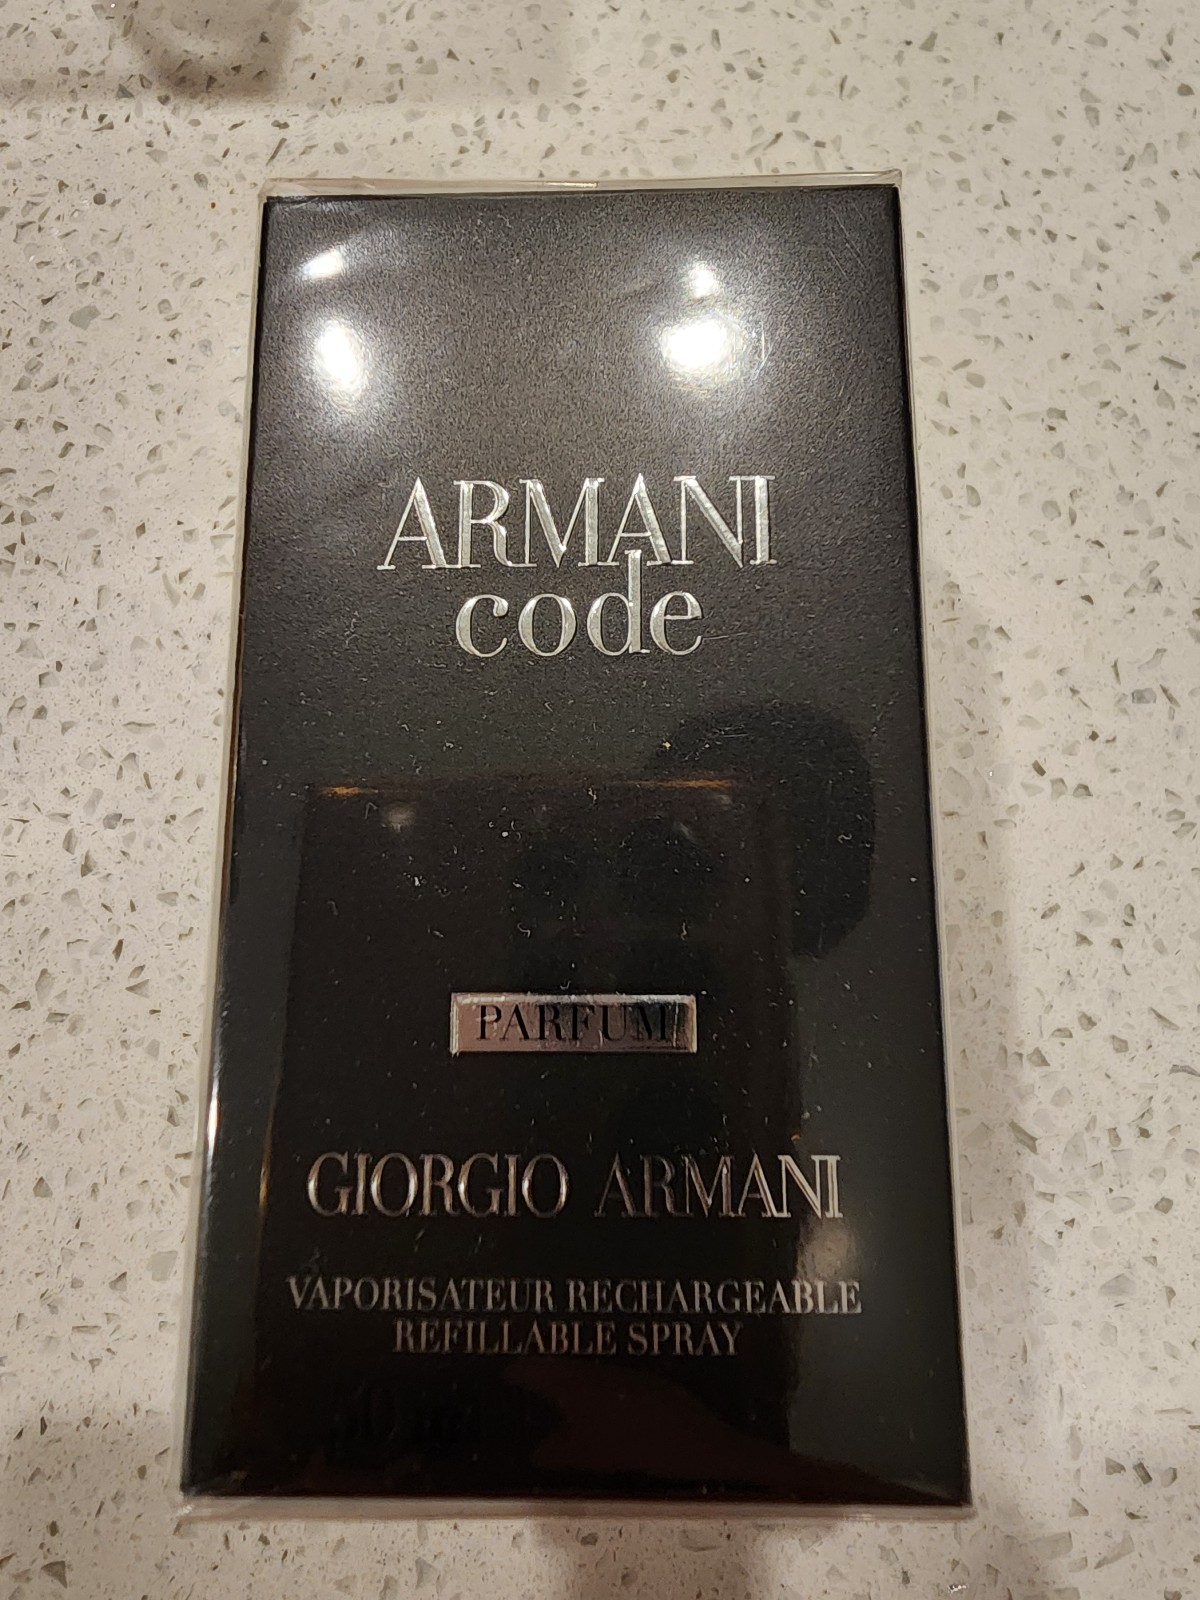 ARMANI
code
PARFUM
GIORGIO ARMANI
VAPORISATEUR RECHARGEABLE
REFILLABLE SPRAY